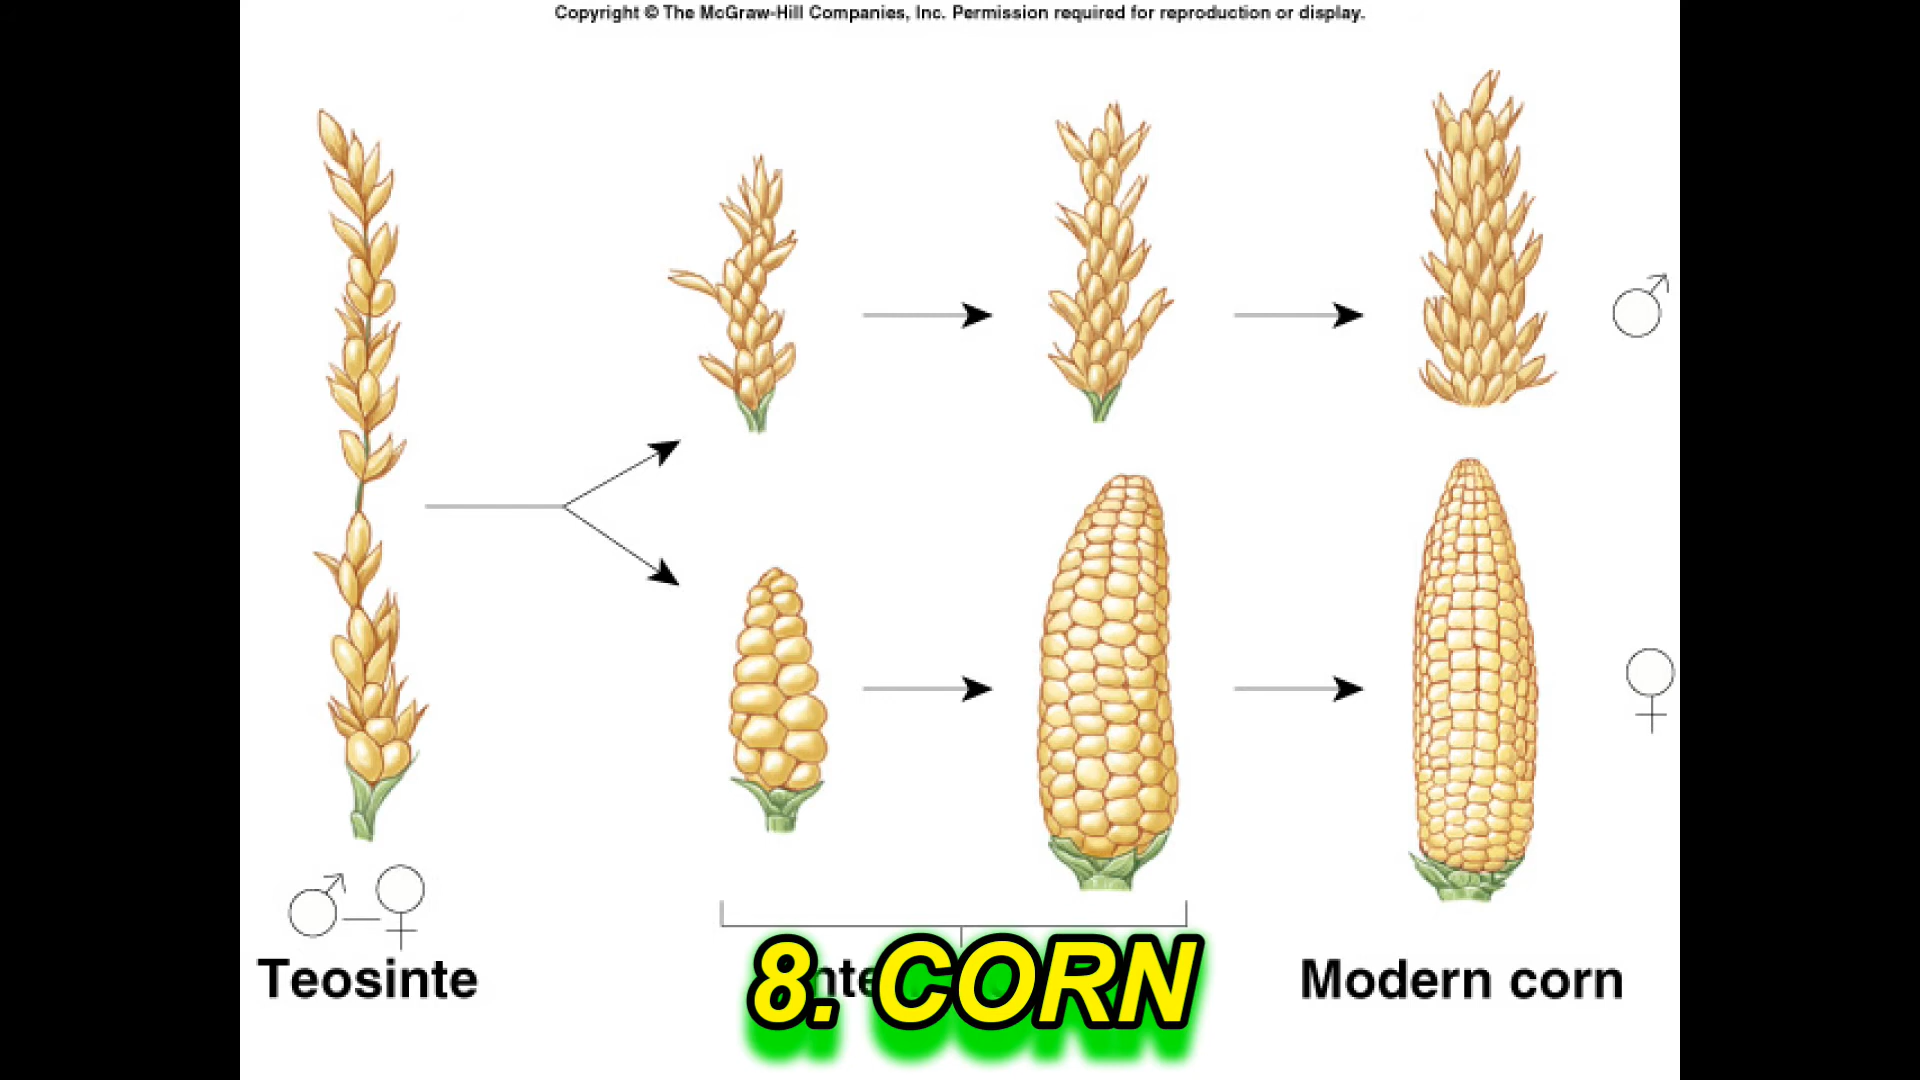 Copyright © The McGraw-Hill Companies, Inc. Permission required for reproduction or display.
Teosinte
8. CORN
Modern corn